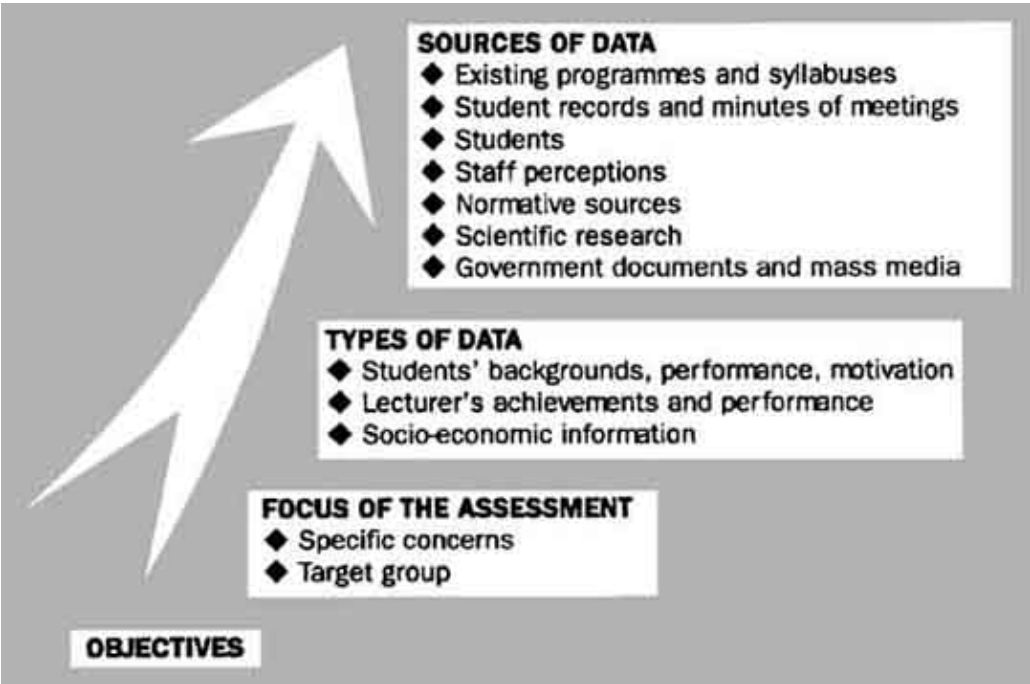 SOURCES OF DATA
◆ Existing programmes and syllabuses
◆ Student records and minutes of meetings
◆ Students
◆ Staff perceptions
◆ Normative sources
◆ Scientific research
◆ Government documents and mass media
TYPES OF DATA
◆ Students' backgrounds, performance, motivation
◆ Lecturer's achievements and performance
◆ Socio-economic information
FOCUS OF THE ASSESSMENT
◆ Specific concerns
◆ Target group
OBJECTIVES